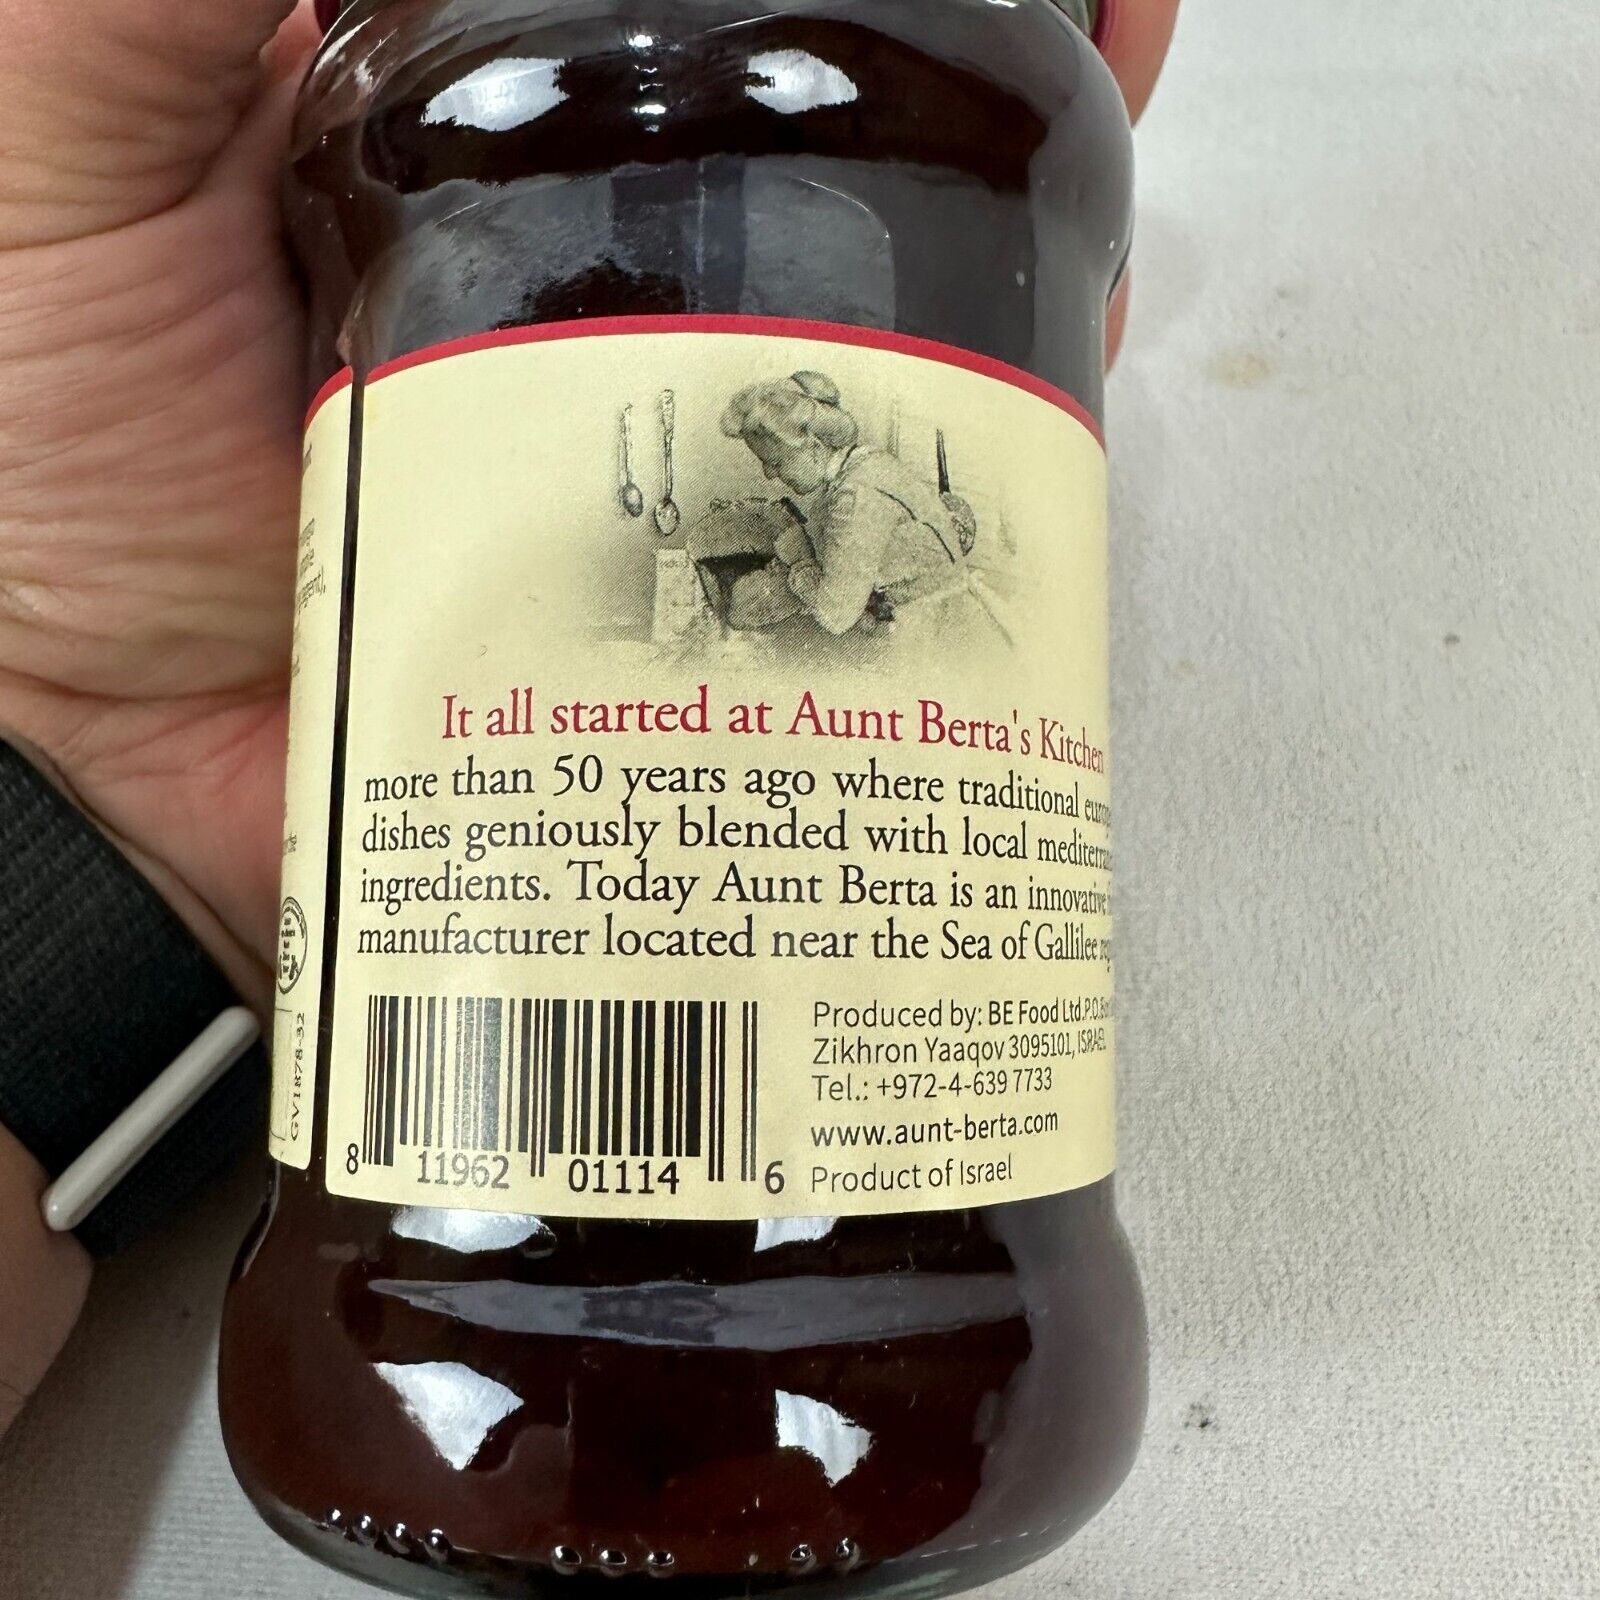 It all started at Aunt Berta's Kitchen
more than 50 years ago where traditional
dishes geniously blended with local
ingredients. Today Aunt Berta is an innovative
manufacturer located near the Sea of Gallilee
Produced by: BE Food Ltd.P.O.
Zikhron Yaaqov 3095101, ISRAEL
Tel.: +972-4-639 7733
www.aunt-berta.com
Product of Israel
8 11962 01114 6
GV1878-32